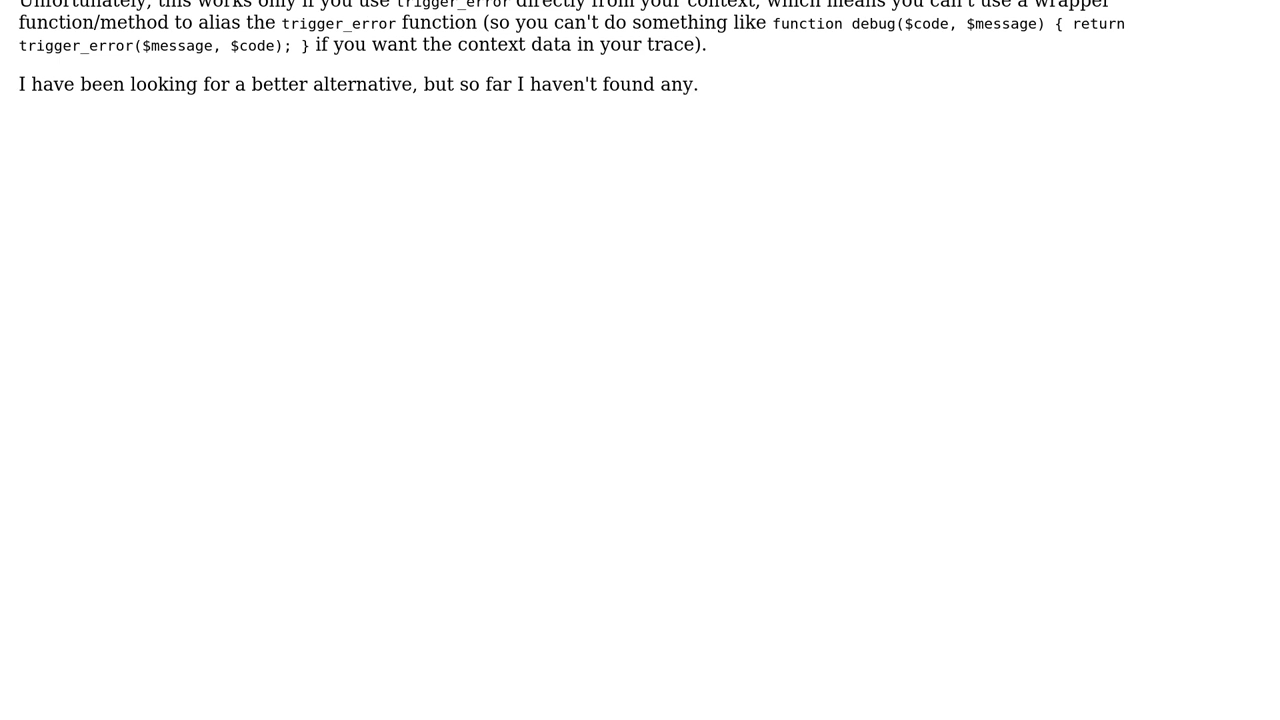 Unfortunately, this works only if you use trigger_error directly from your context, which means you can't use a wrapper
function/method to alias the trigger_error function (so you can't do something like function debug($code, $message) { return
trigger_error($message, $code); } if you want the context data in your trace).
I have been looking for a better alternative, but so far I haven't found any.